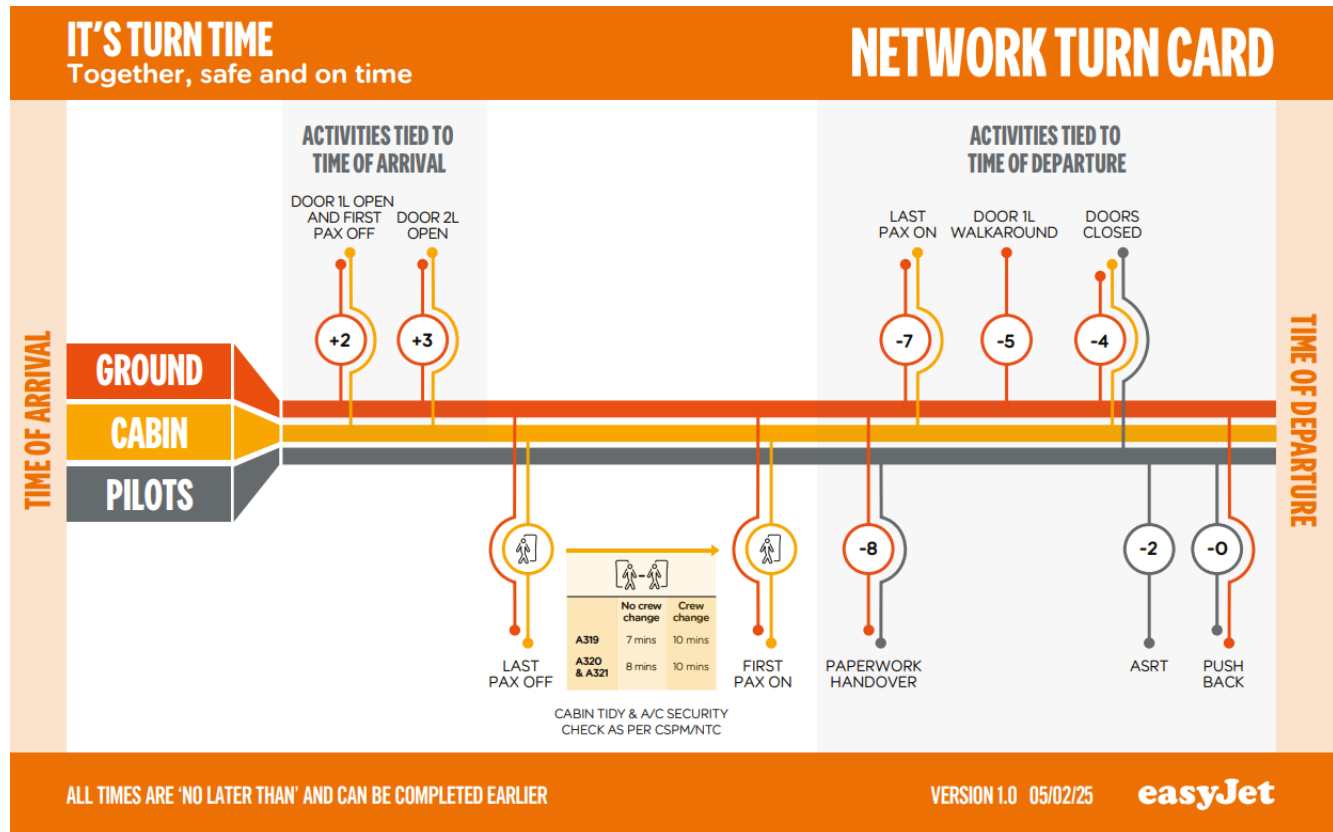 IT'S TURN TIME
Together, safe and on time
NETWORK TURN CARD
TIME OF ARRIVAL
ACTIVITIES TIED TO
TIME OF ARRIVAL
DOOR 1L OPEN
AND FIRST
PAX OFF
DOOR 2L
OPEN
+2
+3
ACTIVITIES TIED TO
TIME OF DEPARTURE
LAST
PAX ON
DOOR 1L
WALKAROUND
DOORS
CLOSED
-7
-5
-4
GROUND
CABIN
PILOTS
LAST
PAX OFF
No crew change Crew change
A319 7 mins 10 mins
A320 & A321 8 mins 10 mins
CABIN TIDY & A/C SECURITY
CHECK AS PER CSPM/NTC
FIRST
PAX ON
-8
PAPERWORK
HANDOVER
-2
ASRT
-0
PUSH
BACK
TIME OF DEPARTURE
ALL TIMES ARE 'NO LATER THAN' AND CAN BE COMPLETED EARLIER
VERSION 1.0 05/02/25
easyJet